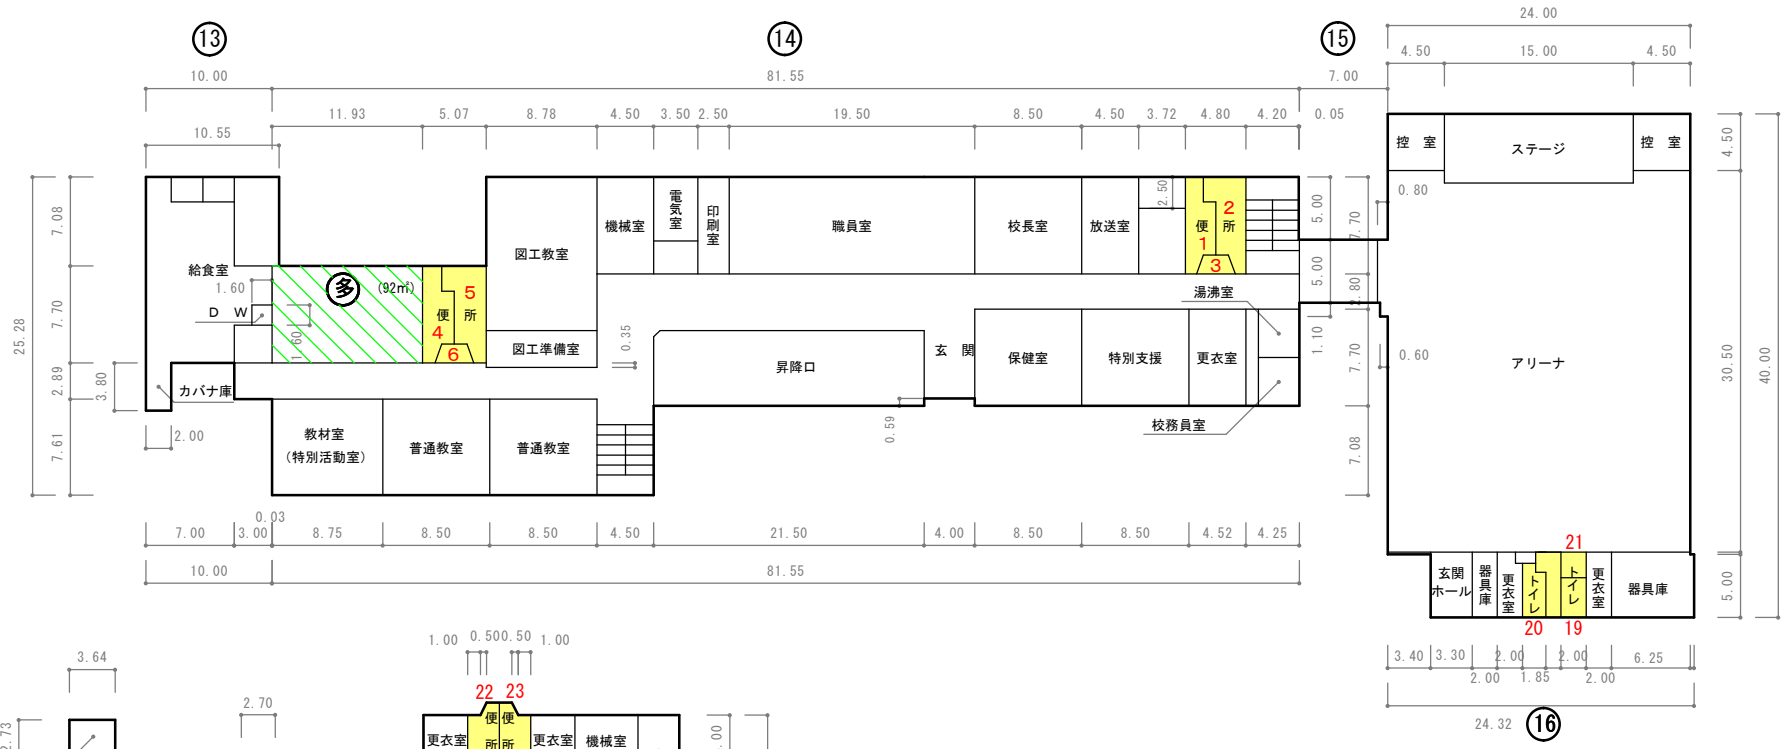 24.00
⑬ ⑭ ⑮
4.50 15.00 4.50
10.00 81.55 7.00
11.93 5.07 8.78 4.50 3.50 2.50 19.50 8.50 4.50 3.72 4.80 4.20 0.05
10.55
控 室 ステージ 控 室
4.50
0.80
7.08
電気室
印刷室
機械室
職員室
校長室
放送室
2.50
便所
1
2
3
5.00
7.70
図工教室
給食室
1.60
多
(92㎡)
5
便所
4
6
D W
1.60
7.70
25.28
5.00
2.80
湯沸室
図工準備室
0.35
昇降口
玄 関
保健室
特別支援
更衣室
1.10
7.70
0.60
アリーナ
30.50
40.00
2.89
3.80
カバナ庫
2.00
7.61
教材室
(特別活動室)
普通教室
普通教室
0.59
校務員室
7.08
0.03
7.00 3.00 8.75 8.50 8.50 4.50 21.50 4.00 8.50 8.50 4.52 4.25
10.00 81.55
21
玄関
ホール
器具庫
更衣室
トイレ
トイレ
更衣室
器具庫
5.00
20 19
3.40 3.30 2.00 2.00 6.25
2.00 1.85 2.00
24.32 ⑯
1.00 0.50 0.50 1.00
3.64
2.70
22 23
2.73
更衣室
便所
便所
更衣室
機械室